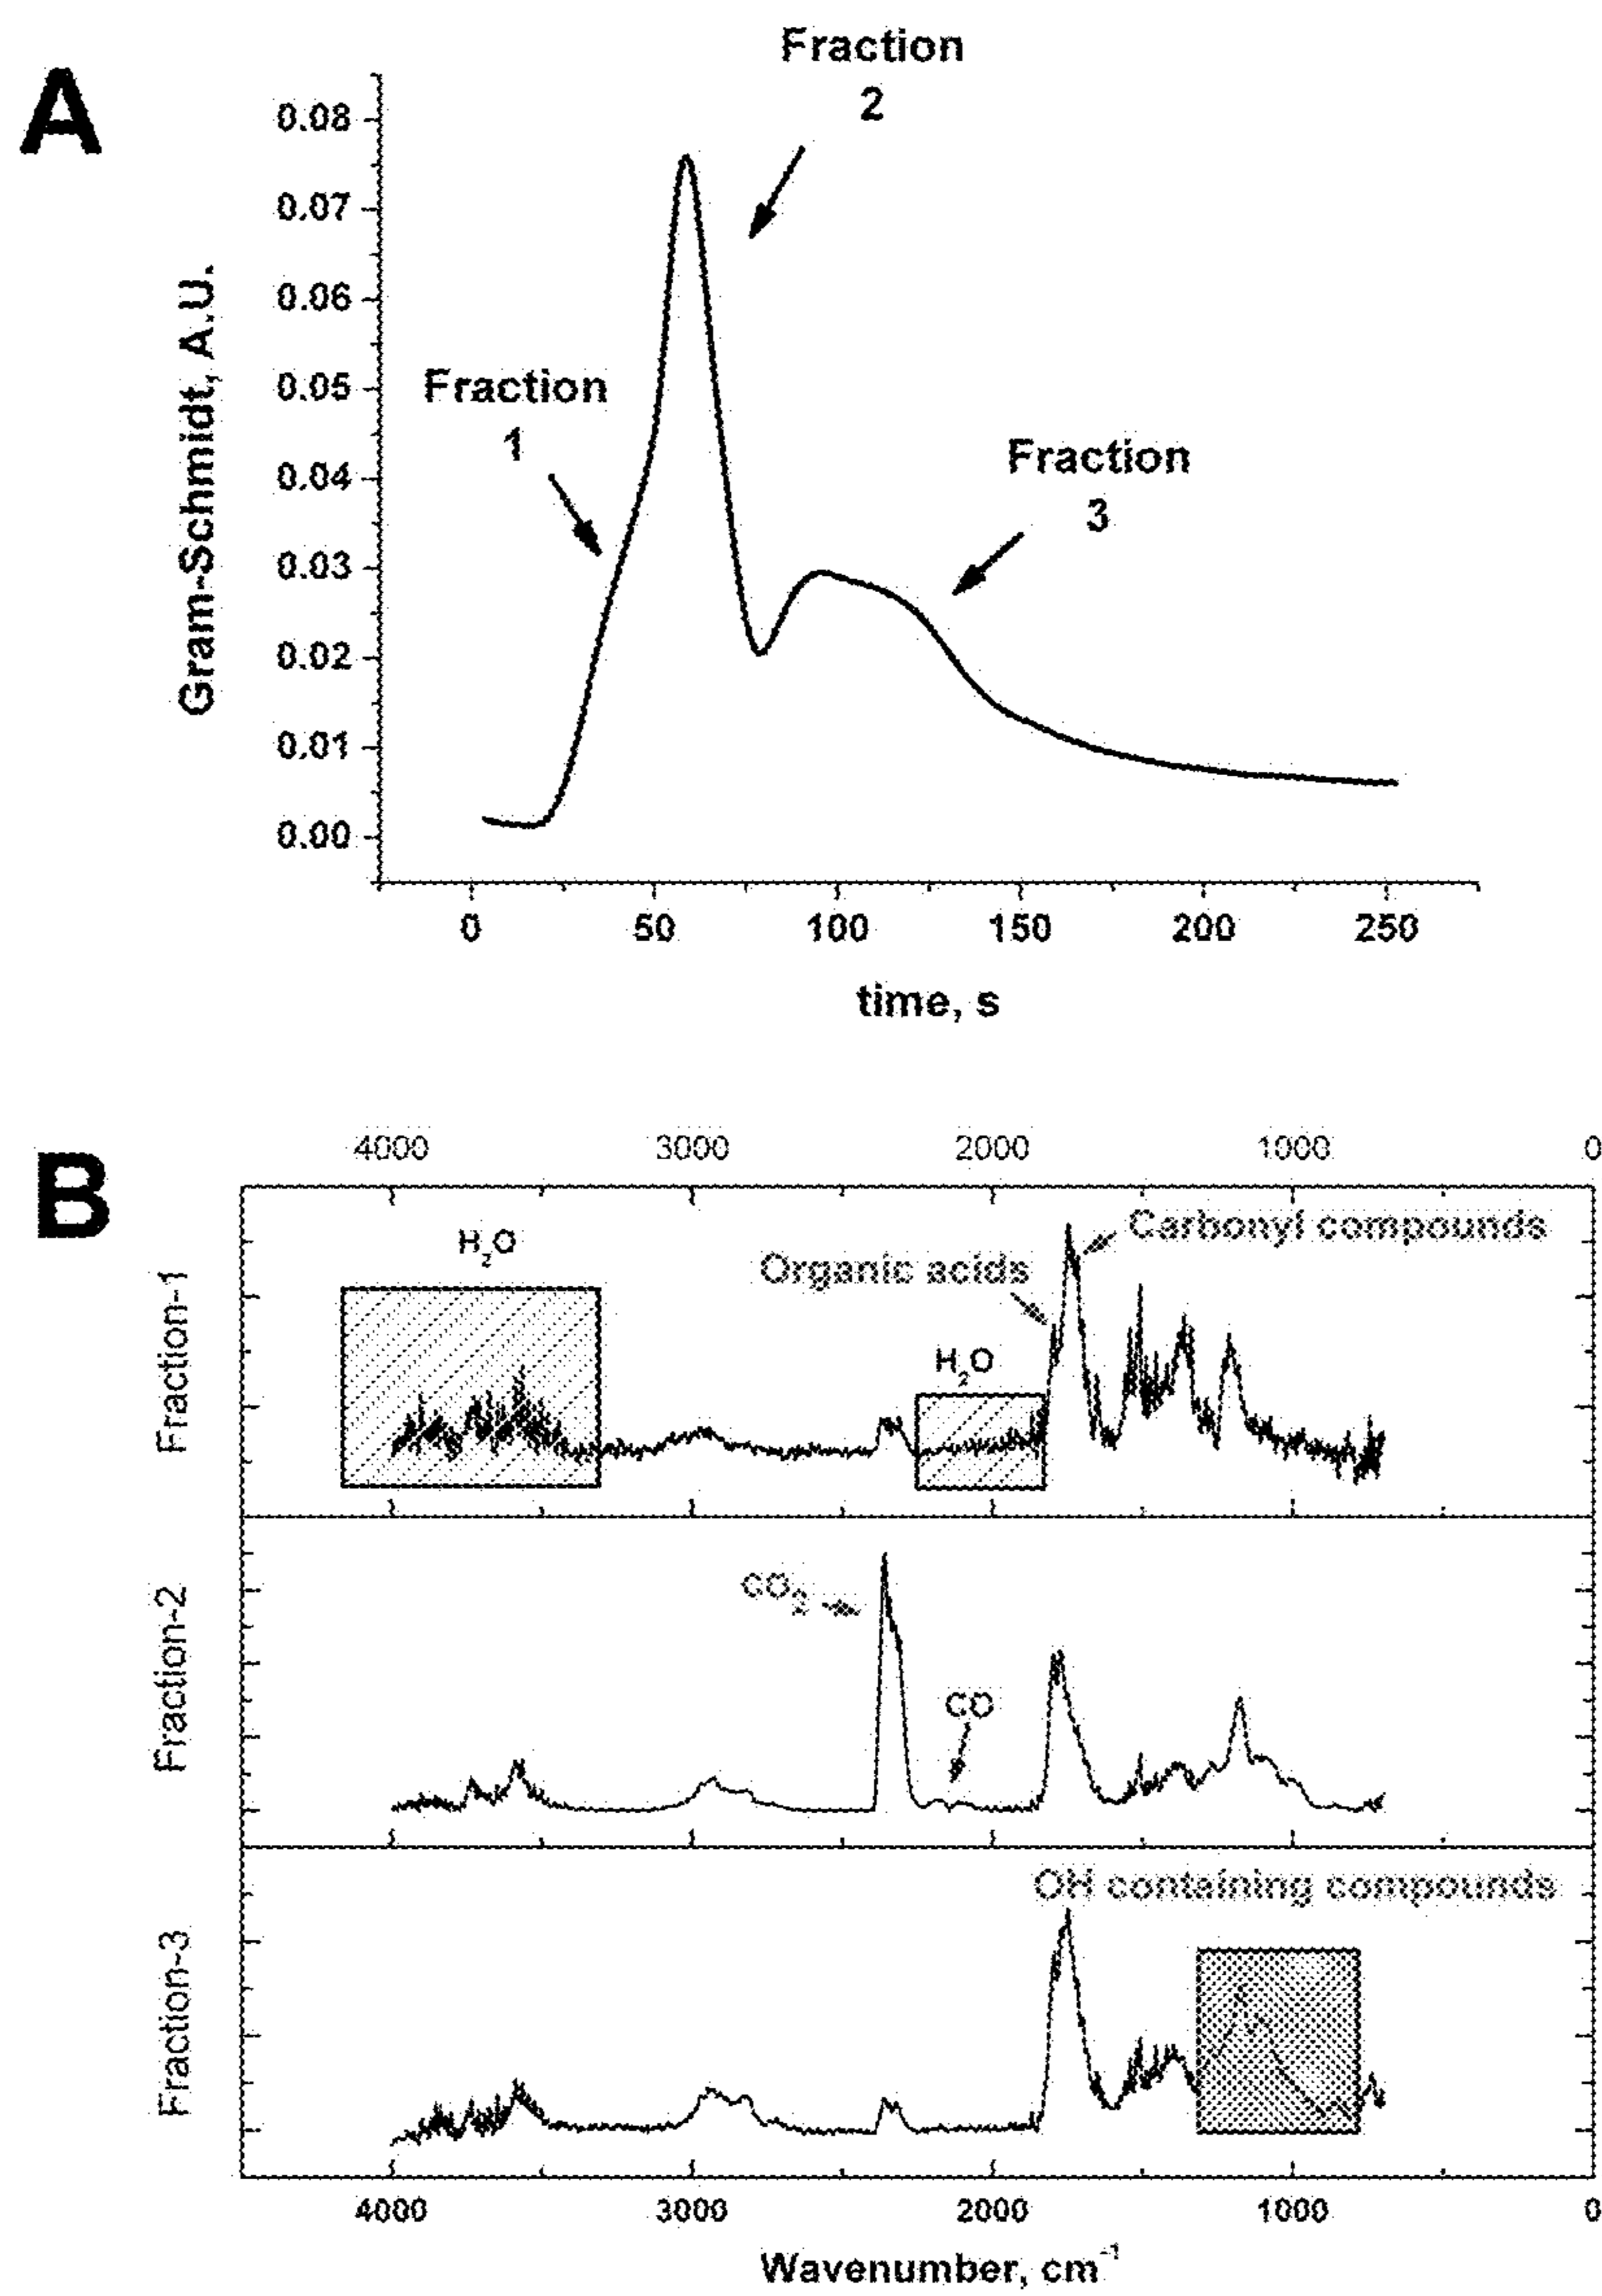 A
Fraction
2
0.08
0.07
0.06
0.05
0.04
0.03
0.02
0.01
0.00
Gram-Schmidt, A.U.
Fraction
1
Fraction
3
0 50 100 150 200 250
time, s
B
4000 3000 2000 1000 0
Fraction-1
H₂O
Organic acids
Carbonyl compounds
H₂O
Fraction-2
CO₂
CO
Fraction-3
OH containing compounds
4000 3000 2000 1000 0
Wavenumber, cm⁻¹